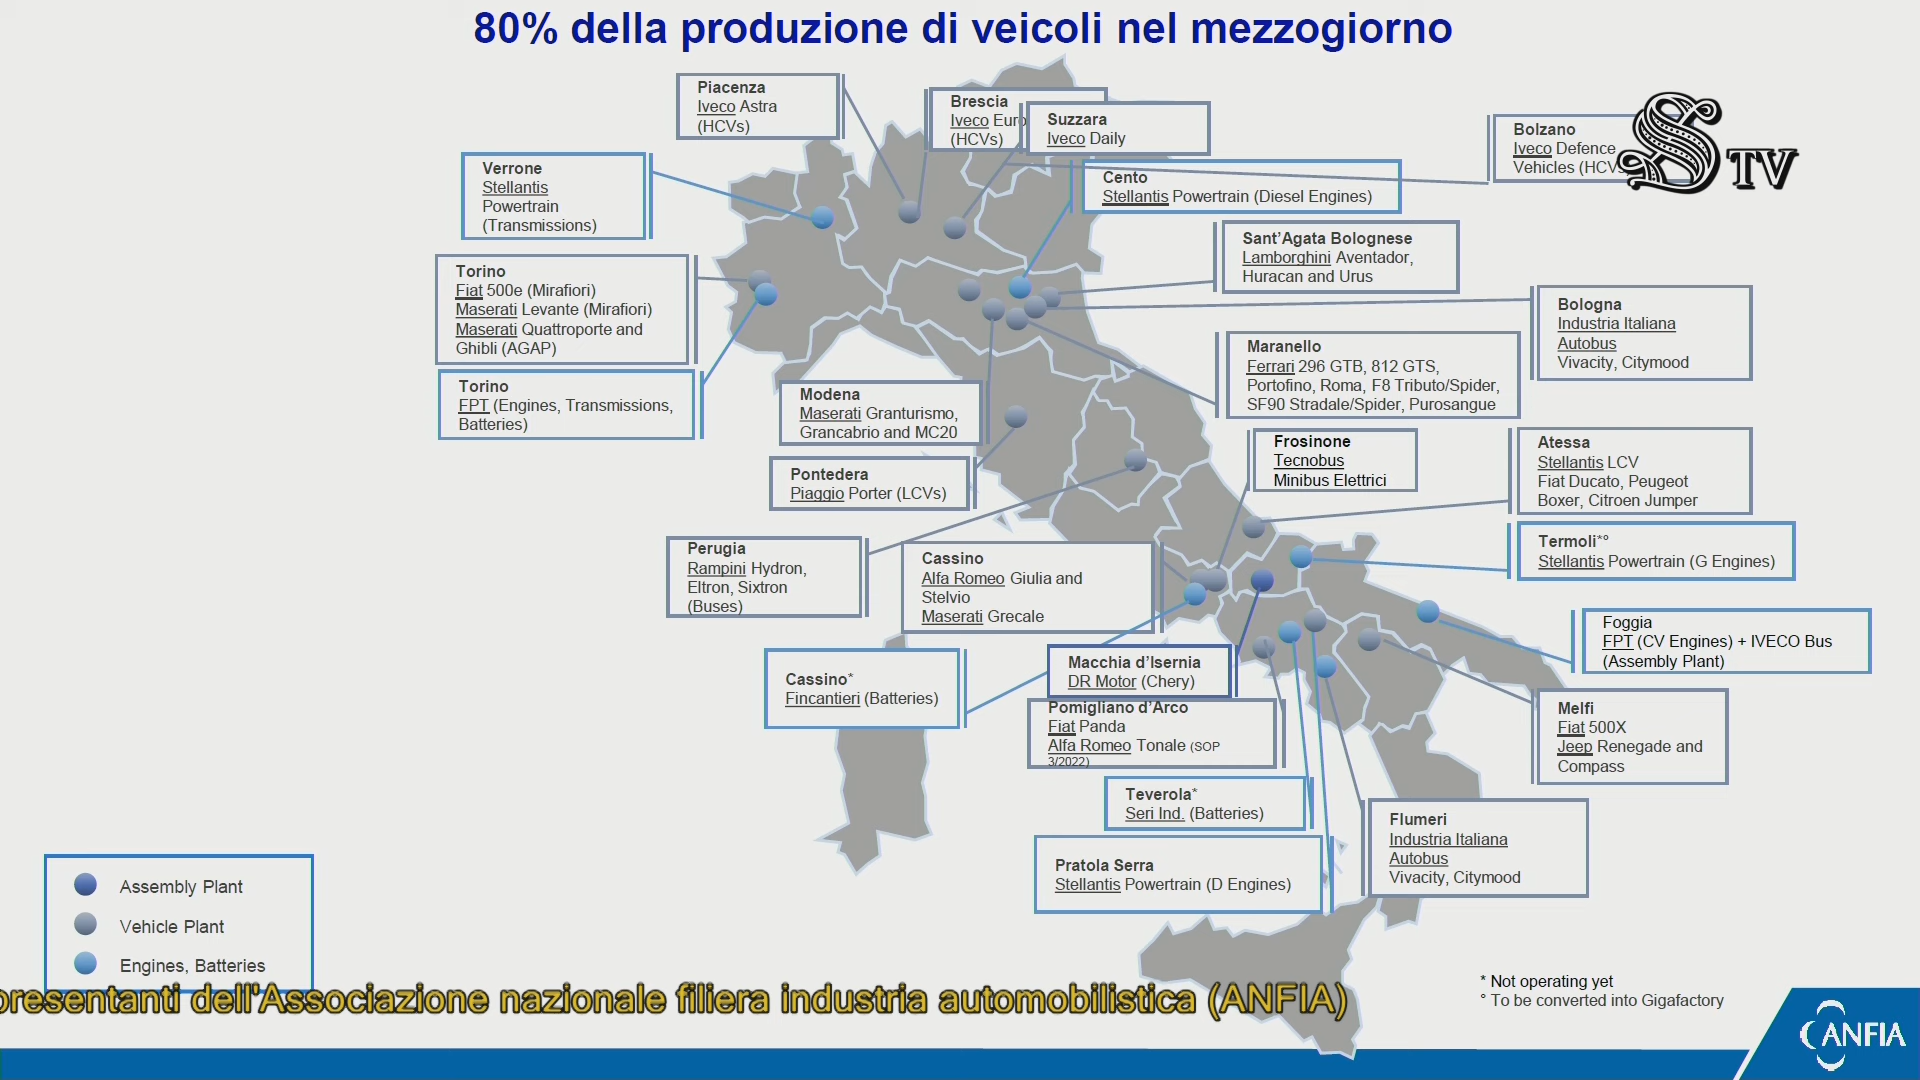 80% della produzione di veicoli nel mezzogiorno
Piacenza
Iveco Astra
(HCVs)
Brescia
Iveco Euro
(HCVs)
Suzzara
Iveco Daily
Bolzano
Iveco Defence
Vehicles (HCVs
S TV
Verrone
Stellantis
Powertrain
(Transmissions)
Cento
Stellantis Powertrain (Diesel Engines)
Sant'Agata Bolognese
Lamborghini Aventador,
Huracan and Urus
Torino
Fiat 500e (Mirafiori)
Maserati Levante (Mirafiori)
Maserati Quattroporte and
Ghibli (AGAP)
Bologna
Industria Italiana
Autobus
Vivacity, Citymood
Maranello
Ferrari 296 GTB, 812 GTS,
Portofino, Roma, F8 Tributo/Spider,
SF90 Stradale/Spider, Purosangue
Torino
FPT (Engines, Transmissions,
Batteries)
Modena
Maserati Granturismo,
Grancabrio and MC20
Frosinone
Tecnobus
Minibus Elettrici
Atessa
Stellantis LCV
Fiat Ducato, Peugeot
Boxer, Citroen Jumper
Pontedera
Piaggio Porter (LCVs)
Termoli*°
Stellantis Powertrain (G Engines)
Perugia
Rampini Hydron,
Eltron, Sixtron
(Buses)
Cassino
Alfa Romeo Giulia and
Stelvio
Maserati Grecale
Foggia
FPT (CV Engines) + IVECO Bus
(Assembly Plant)
Cassino*
Fincantieri (Batteries)
Macchia d'Isernia
DR Motor (Chery)
Pomigliano d'Arco
Fiat Panda
Alfa Romeo Tonale (SOP
3/2022)
Melfi
Fiat 500X
Jeep Renegade and
Compass
Teverola*
Seri Ind. (Batteries)
Flumeri
Industria Italiana
Autobus
Vivacity, Citymood
Pratola Serra
Stellantis Powertrain (D Engines)
Assembly Plant
Vehicle Plant
Engines, Batteries
* Not operating yet
° To be converted into Gigafactory
presentanti dell'Associazione nazionale filiera industria automobilistica (ANFIA)
ANFIA